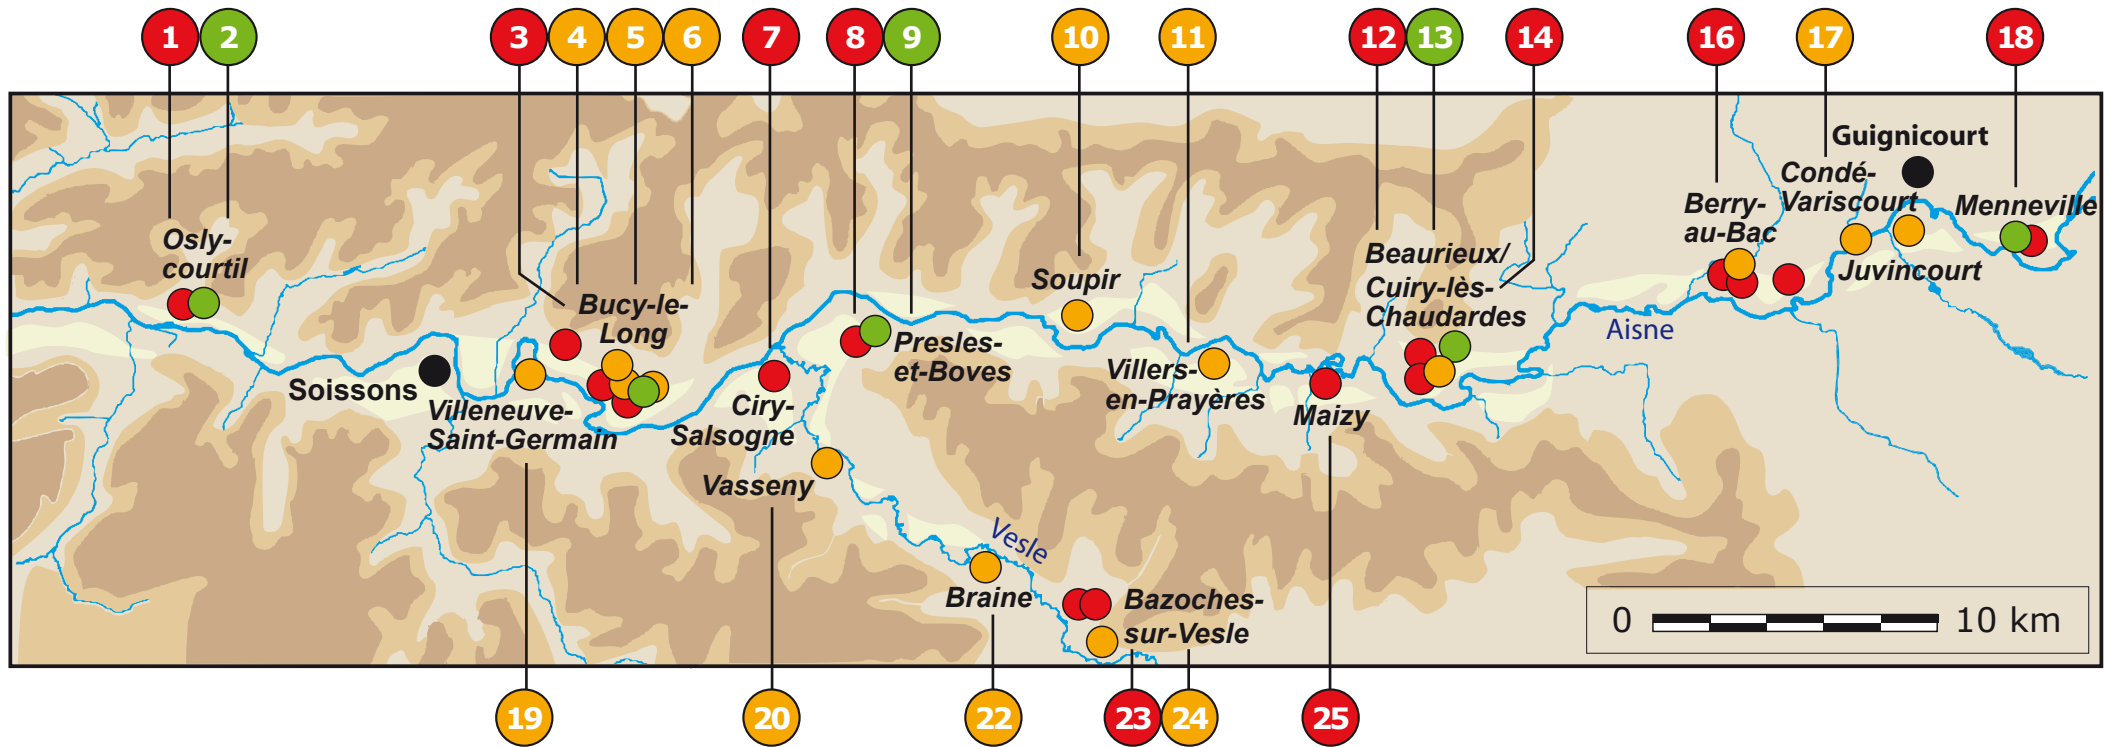 1 2 3 4 5 6 7 8 9 10 11 12 13 14 16 17 18
Guignicourt
Condé-
Variscourt
Berry-
au-Bac
Menneville
Juvincourt
Osly-
courtil
Beaurieux/
Cuiry-lès-
Chaudardes
Soupir
Bucy-le-
Long
Aisne
Presles-
et-Boves
Villers-
en-Prayères
Soissons
Villeneuve-
Saint-Germain
Ciry-
Salsogne
Maizy
Vasseny
Vesle
Braine
Bazoches-
sur-Vesle
0 10 km
19 20 22 23 24 25